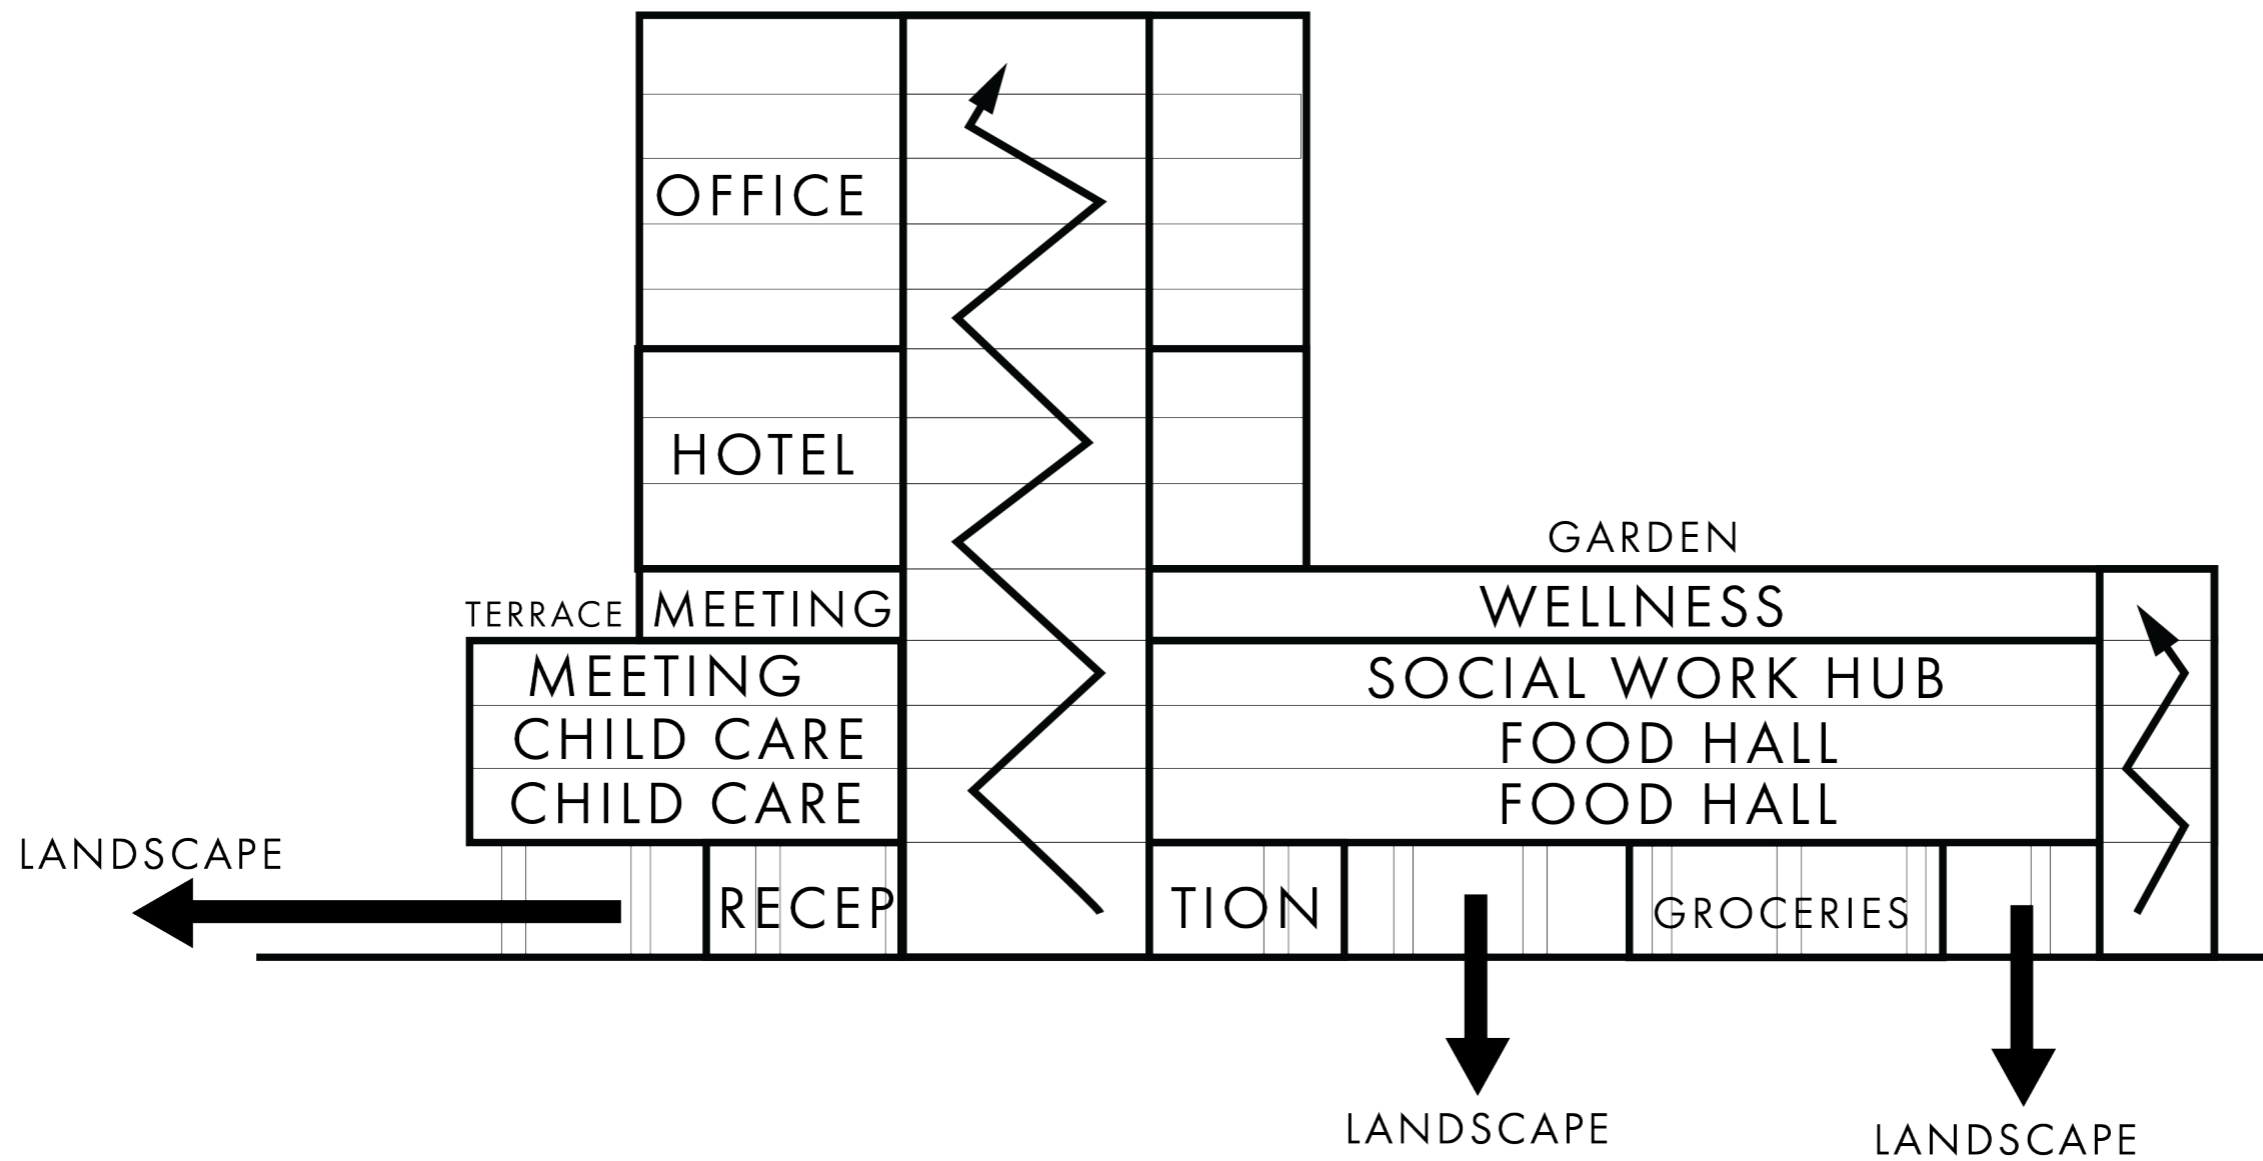 OFFICE
HOTEL
GARDEN
TERRACE
MEETING
WELLNESS
MEETING
SOCIAL WORK HUB
CHILD CARE
FOOD HALL
CHILD CARE
FOOD HALL
LANDSCAPE
RECEP
TION
GROCERIES
LANDSCAPE
LANDSCAPE